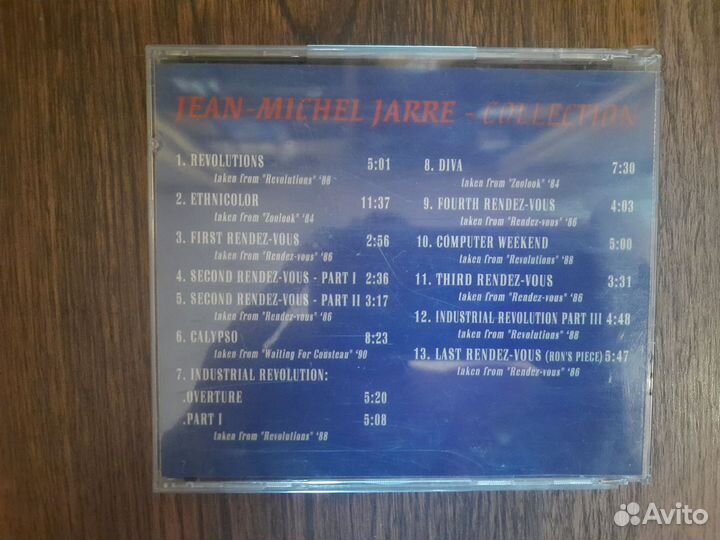 JEAN-MICHEL JARRE - COLLECTION
1. REVOLUTIONS 5:01
taken from "Revolutions" '88
2. ETHNICOLOR 11:37
taken from "Zoolook" '84
3. FIRST RENDEZ-VOUS 2:56
taken from "Rendez-vous" '86
4. SECOND RENDEZ-VOUS - PART I 2:36
5. SECOND RENDEZ-VOUS - PART II 3:17
taken from "Rendez-vous" '86
6. CALYPSO 8:23
taken from "Waiting For Cousteau" '90
7. INDUSTRIAL REVOLUTION:
.OVERTURE 5:20
.PART I 5:08
taken from "Revolutions" '88
8. DIVA 7:30
taken from "Zoolook" '84
9. FOURTH RENDEZ-VOUS 4:03
taken from "Rendez-vous" '86
10. COMPUTER WEEKEND 5:00
taken from "Revolutions" '88
11. THIRD RENDEZ-VOUS 3:31
taken from "Rendez-vous" '86
12. INDUSTRIAL REVOLUTION PART III 4:48
taken from "Revolutions" '88
13. LAST RENDEZ-VOUS (RON'S PIECE) 5:47
taken from "Rendez-vous" '86
Avito